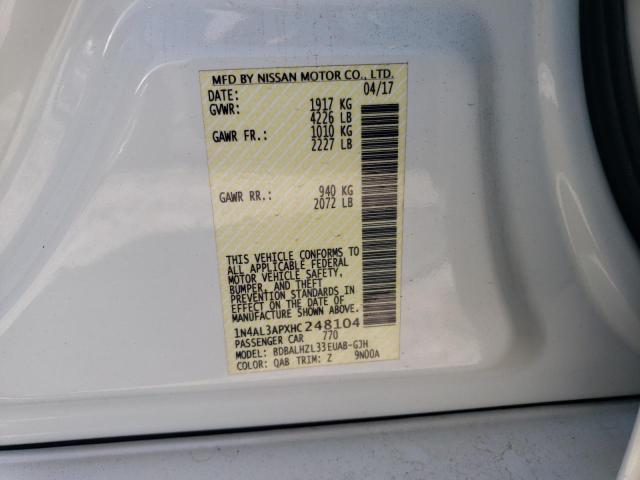 MFD BY NISSAN MOTOR CO., LTD.
DATE: 04/17
GVWR: 1917 KG
4226 LB
GAWR FR.: 1010 KG
2227 LB
GAWR RR.: 940 KG
2072 LB
THIS VEHICLE CONFORMS TO
ALL APPLICABLE FEDERAL
MOTOR VEHICLE SAFETY,
BUMPER, AND THEFT
PREVENTION STANDARDS IN
EFFECT ON THE DATE OF
MANUFACTURE SHOWN ABOVE.
1N4AL3APXHC248104
PASSENGER CAR 770
MODEL: BDBALHZL33EUAB-GJH
COLOR: QAB TRIM: Z 9N00A